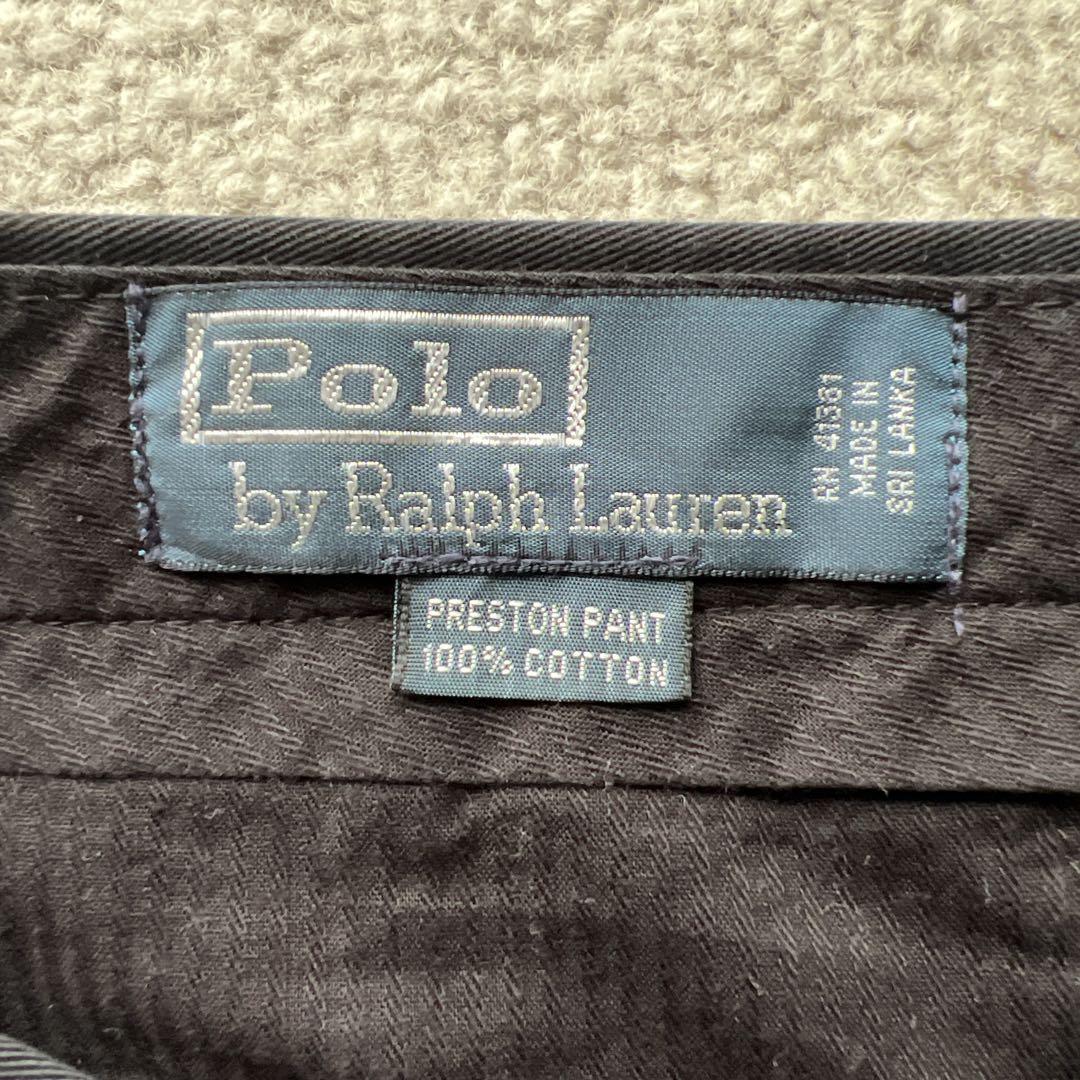 Polo
by Ralph Lauren
RN 41381
MADE IN
SRI LANKA
PRESTON PANT
100% COTTON